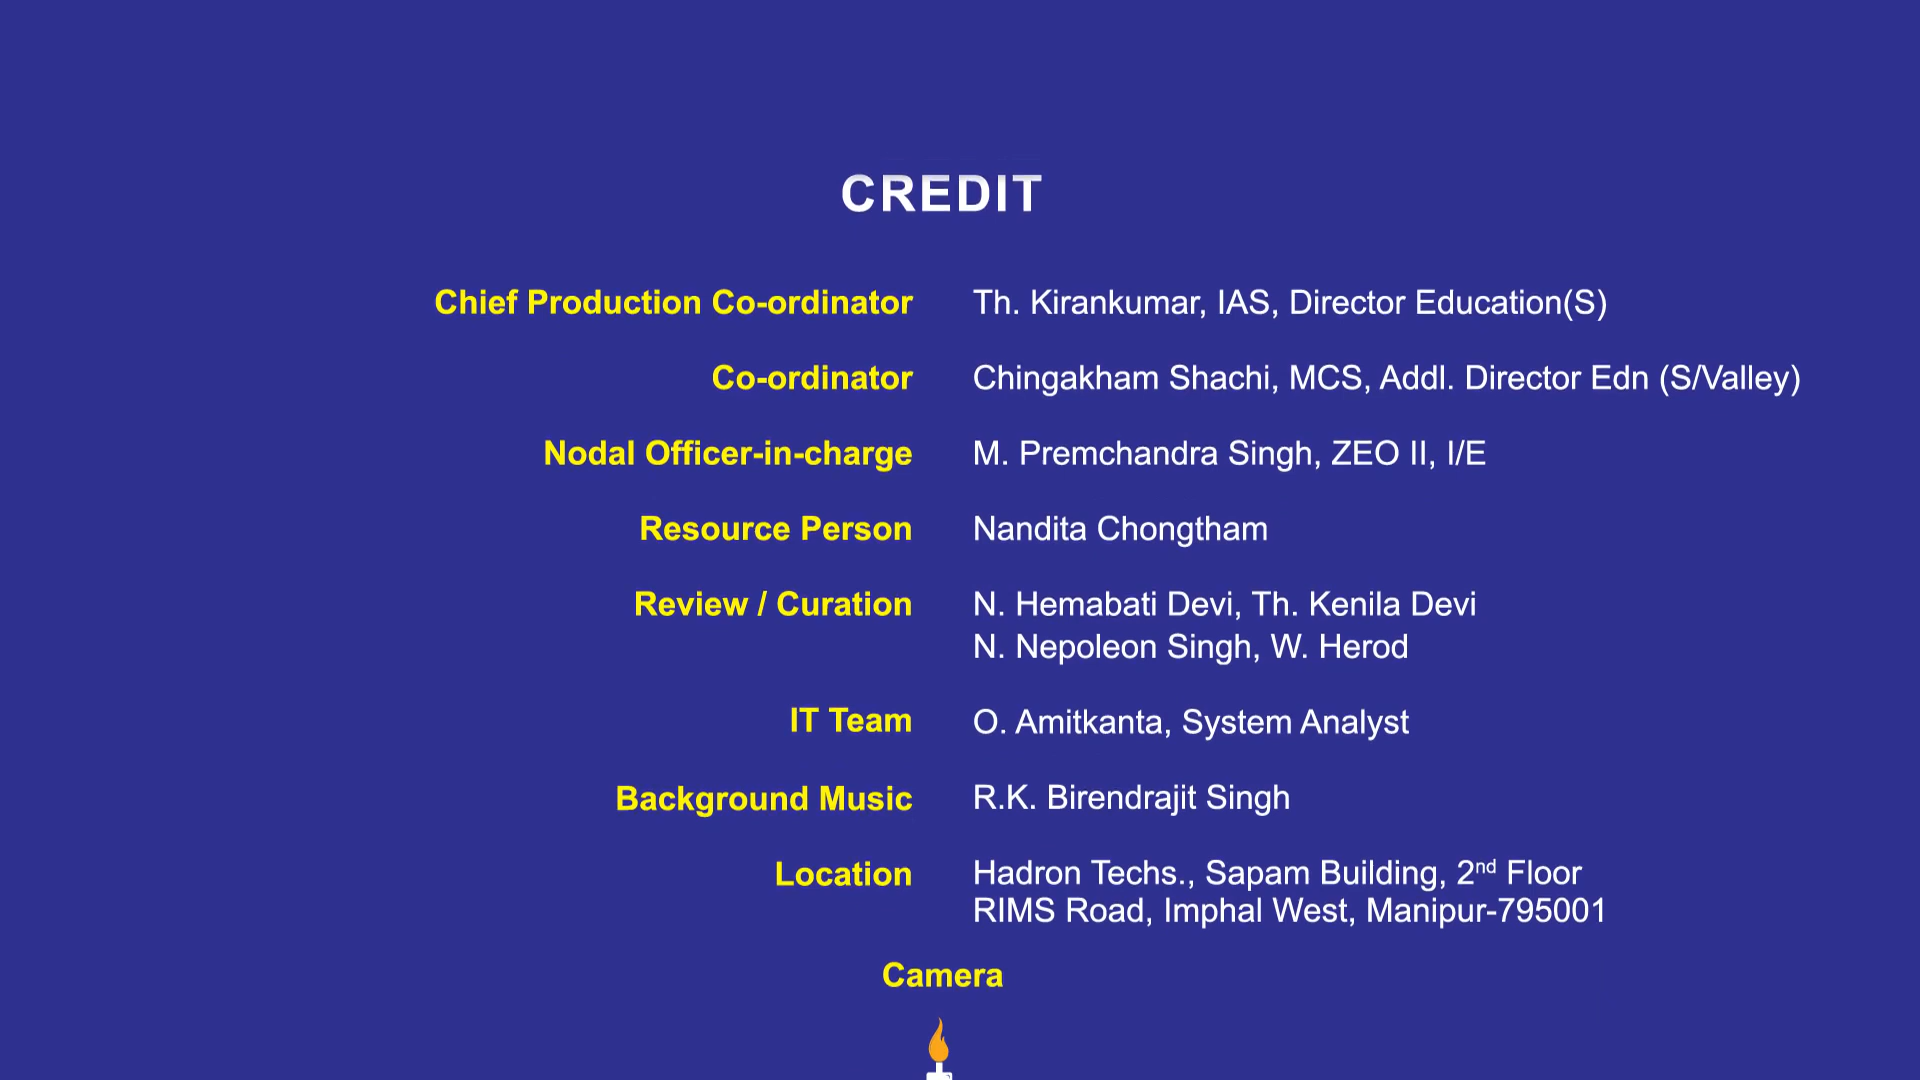 CREDIT
Chief Production Co-ordinator Th. Kirankumar, IAS, Director Education(S)
Co-ordinator Chingakham Shachi, MCS, Addl. Director Edn (S/Valley)
Nodal Officer-in-charge M. Premchandra Singh, ZEO II, I/E
Resource Person Nandita Chongtham
Review / Curation N. Hemabati Devi, Th. Kenila Devi
N. Nepoleon Singh, W. Herod
IT Team O. Amitkanta, System Analyst
Background Music R.K. Birendrajit Singh
Location Hadron Techs., Sapam Building, 2nd Floor
RIMS Road, Imphal West, Manipur-795001
Camera